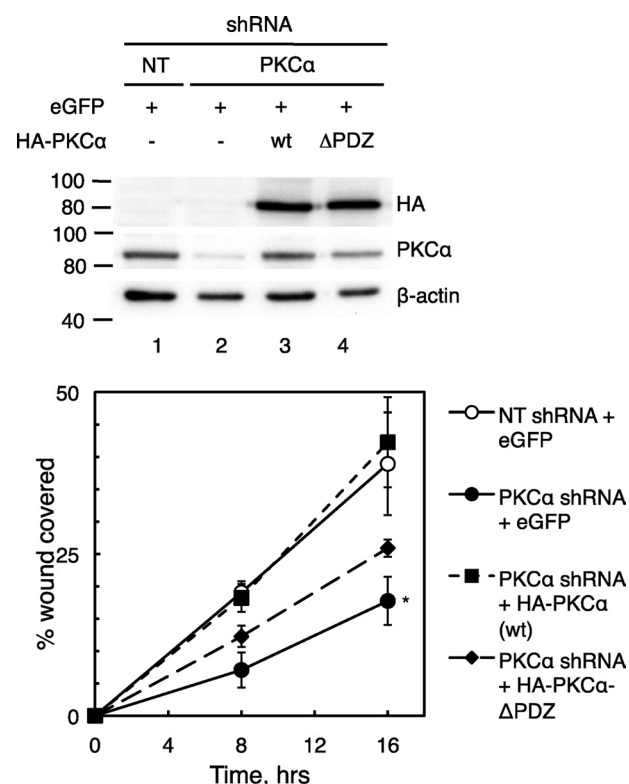 shRNA
NT PKCα
eGFP + + + +
HA-PKCα - - wt ΔPDZ
100
80 HA
100
80 PKCα
β-actin
40
1 2 3 4
50
25
0
% wound covered
0 4 8 12 16
Time, hrs
*
NT shRNA +
eGFP
PKCα shRNA
+ eGFP
PKCα shRNA
+ HA-PKCα
(wt)
PKCα shRNA
+ HA-PKCα-
ΔPDZ